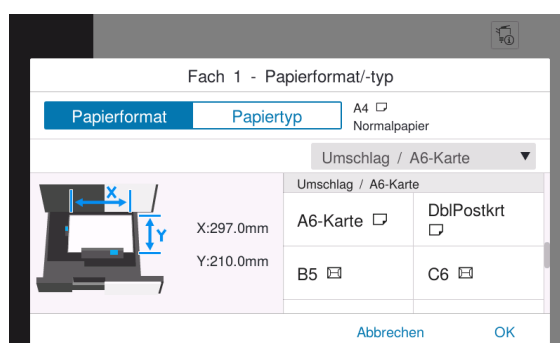 Fach 1 - Papierformat/-typ
Papierformat
Papiertyp
A4
Normalpapier
Umschlag / A6-Karte
Umschlag / A6-Karte
X
Y
X:297.0mm
Y:210.0mm
A6-Karte
DblPostkrt
B5
C6
Abbrechen
OK